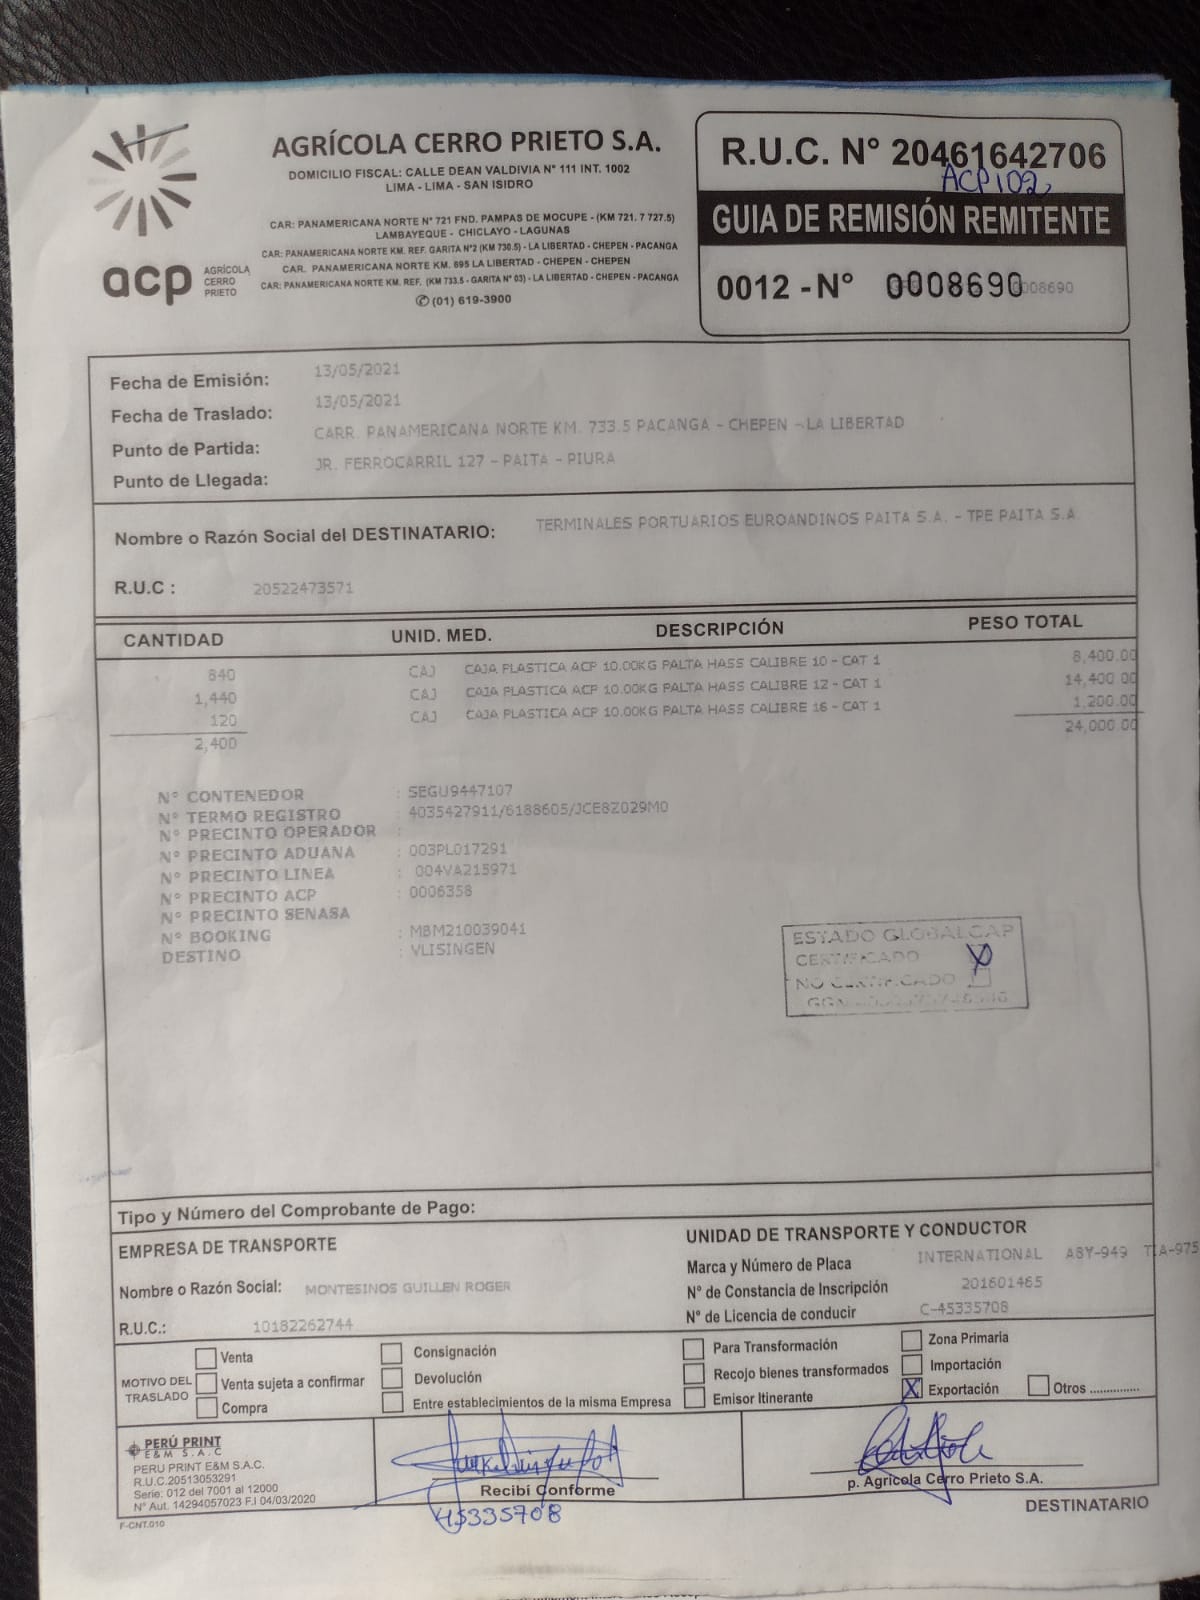 AGRÍCOLA CERRO PRIETO S.A.
DOMICILIO FISCAL: CALLE DEAN VALDIVIA N° 111 INT. 1002
LIMA - LIMA - SAN ISIDRO
CAR: PANAMERICANA NORTE N° 721 FND. PAMPAS DE MOCUPE - (KM 721. 7 727.5)
LAMBAYEQUE - CHICLAYO - LAGUNAS
CAR: PANAMERICANA NORTE KM. REF. GARITA N°2 (KM 730.5) - LA LIBERTAD - CHEPEN - PACANGA
CAR. PANAMERICANA NORTE KM. 695 LA LIBERTAD - CHEPEN - CHEPEN
CAR: PANAMERICANA NORTE KM. REF. (KM 733.5 - GARITA N° 03) - LA LIBERTAD - CHEPEN - PACANGA
✆ (01) 619-3900
acp AGRÍCOLA
CERRO
PRIETO
R.U.C. N° 20461642706
ACP102
GUIA DE REMISIÓN REMITENTE
0012 - N° 0008690 0008690
Fecha de Emisión: 13/05/2021
Fecha de Traslado: 13/05/2021
Punto de Partida: CARR. PANAMERICANA NORTE KM. 733.5 PACANGA - CHEPEN - LA LIBERTAD
Punto de Llegada: JR. FERROCARRIL 127 - PAITA - PIURA
Nombre o Razón Social del DESTINATARIO: TERMINALES PORTUARIOS EUROANDINOS PAITA S.A. - TPE PAITA S.A
R.U.C : 20522473571
CANTIDAD UNID. MED. DESCRIPCIÓN PESO TOTAL
840 CAJ CAJA PLASTICA ACP 10.00KG PALTA HASS CALIBRE 10 - CAT 1 8,400.00
1,440 CAJ CAJA PLASTICA ACP 10.00KG PALTA HASS CALIBRE 12 - CAT 1 14,400.00
120 CAJ CAJA PLASTICA ACP 10.00KG PALTA HASS CALIBRE 16 - CAT 1 1,200.00
2,400 24,000.00
N° CONTENEDOR : SEGU9447107
N° TERMO REGISTRO : 4035427911/6188605/JCE8Z029M0
N° PRECINTO OPERADOR :
N° PRECINTO ADUANA : 003PL017291
N° PRECINTO LINEA : 004VA215971
N° PRECINTO ACP : 0006358
N° PRECINTO SENASA
N° BOOKING : MBM210039041
DESTINO : VLISINGEN
ESTADO GLOBALGAP
CERTIFICADO
NO CERTIFICADO
Tipo y Número del Comprobante de Pago:
EMPRESA DE TRANSPORTE
Nombre o Razón Social: MONTESINOS GUILLEN ROGER
R.U.C.: 10182262744
UNIDAD DE TRANSPORTE Y CONDUCTOR
Marca y Número de Placa INTERNATIONAL A8Y-949
N° de Constancia de Inscripción 201601465
N° de Licencia de conducir C-45335708
MOTIVO DEL
TRASLADO
Venta
Venta sujeta a confirmar
Compra
Consignación
Devolución
Entre establecimientos de la misma Empresa
Para Transformación
Recojo bienes transformados
Emisor Itinerante
Zona Primaria
Importación
X Exportación
Otros ..............
PERÚ PRINT
E&M S.A.C
PERU PRINT E&M S.A.C.
R.U.C.20513053291
Serie: 012 del 7001 al 12000
N° Aut. 14294057023 F.I 04/03/2020
F-CNT.010
Recibí Conforme
45335708
p. Agrícola Cerro Prieto S.A.
DESTINATARIO